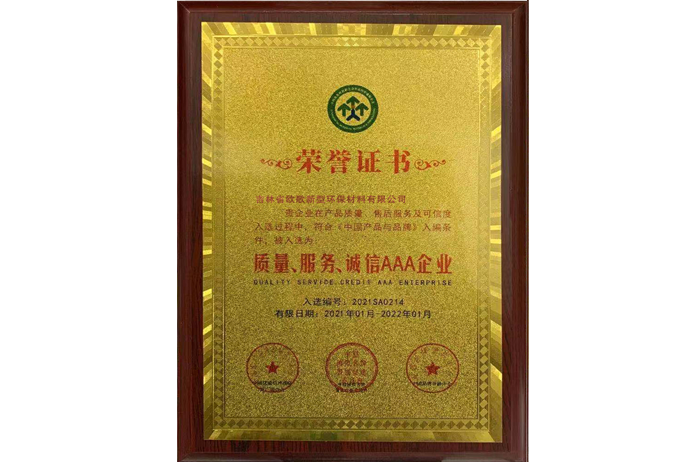 荣誉证书
吉林省欧歌新型环保材料有限公司
贵企业在产品质量、售后服务及可信度
入选过程中,符合《中国产品与品牌》入编条
件,被入选为:
质量、服务、诚信AAA企业
QUALITY SERVICE CREDIT AAA ENTERPRISE
入选编号:2021SA0214
有限日期:2021年01月-2022年01月